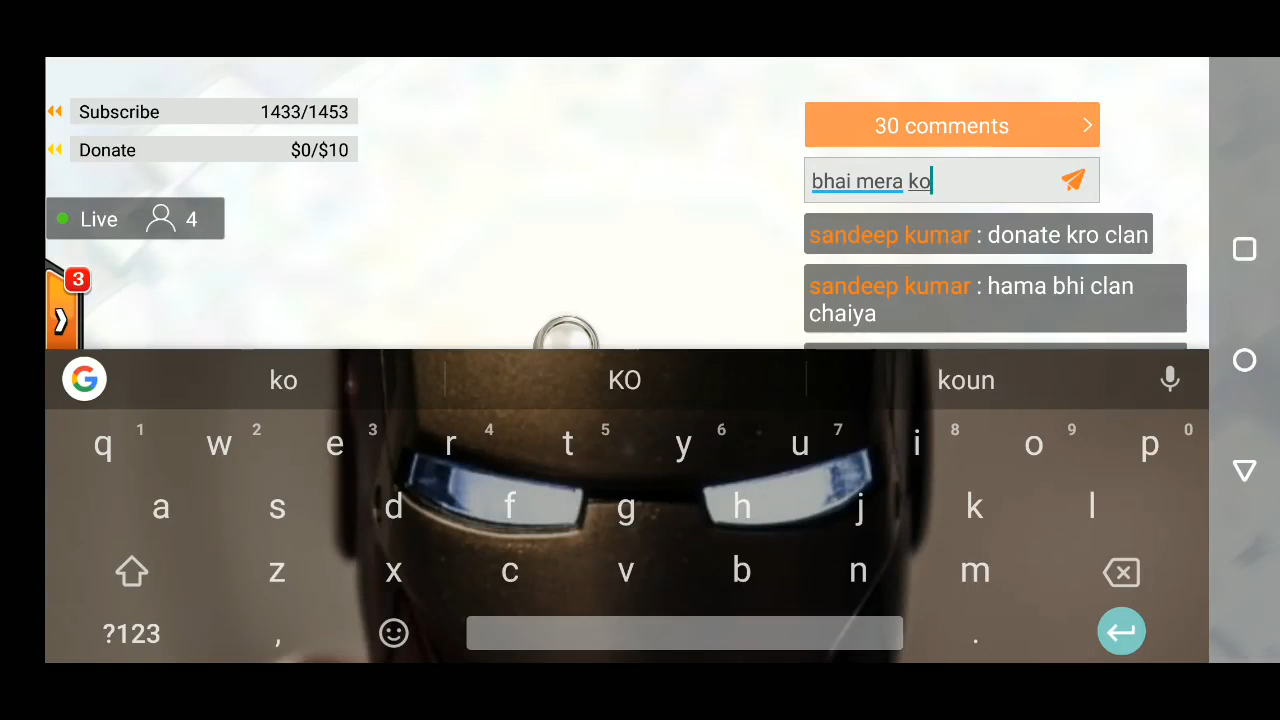 Subscribe 1433/1453
Donate $0/$10
Live 4
3
30 comments
bhai mera ko
sandeep kumar : donate kro clan
sandeep kumar : hama bhi clan
chaiya
G ko KO koun
q 1 w 2 e 3 r 4 t 5 y 6 u 7 i 8 o 9 p 0
a s d f g h j k l
z x c v b n m
?123 , .